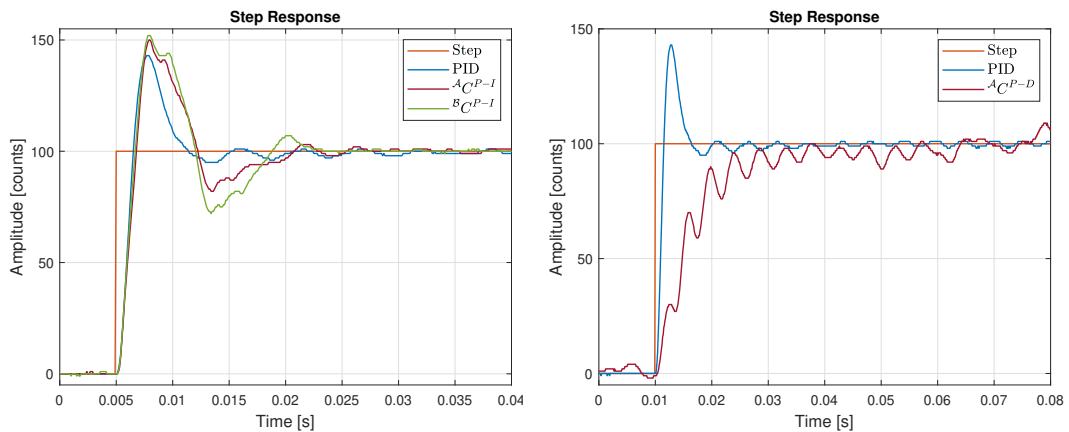 Step Response
150
100
50
0
Amplitude [counts]
0
0.005
0.01
0.015
0.02
0.025
0.03
0.035
0.04
Time [s]
Step
PID
ᴬC^{P−I}
ᴮC^{P−I}
Step Response
150
100
50
0
Amplitude [counts]
0
0.01
0.02
0.03
0.04
0.05
0.06
0.07
0.08
Time [s]
Step
PID
ᴬC^{P−D}